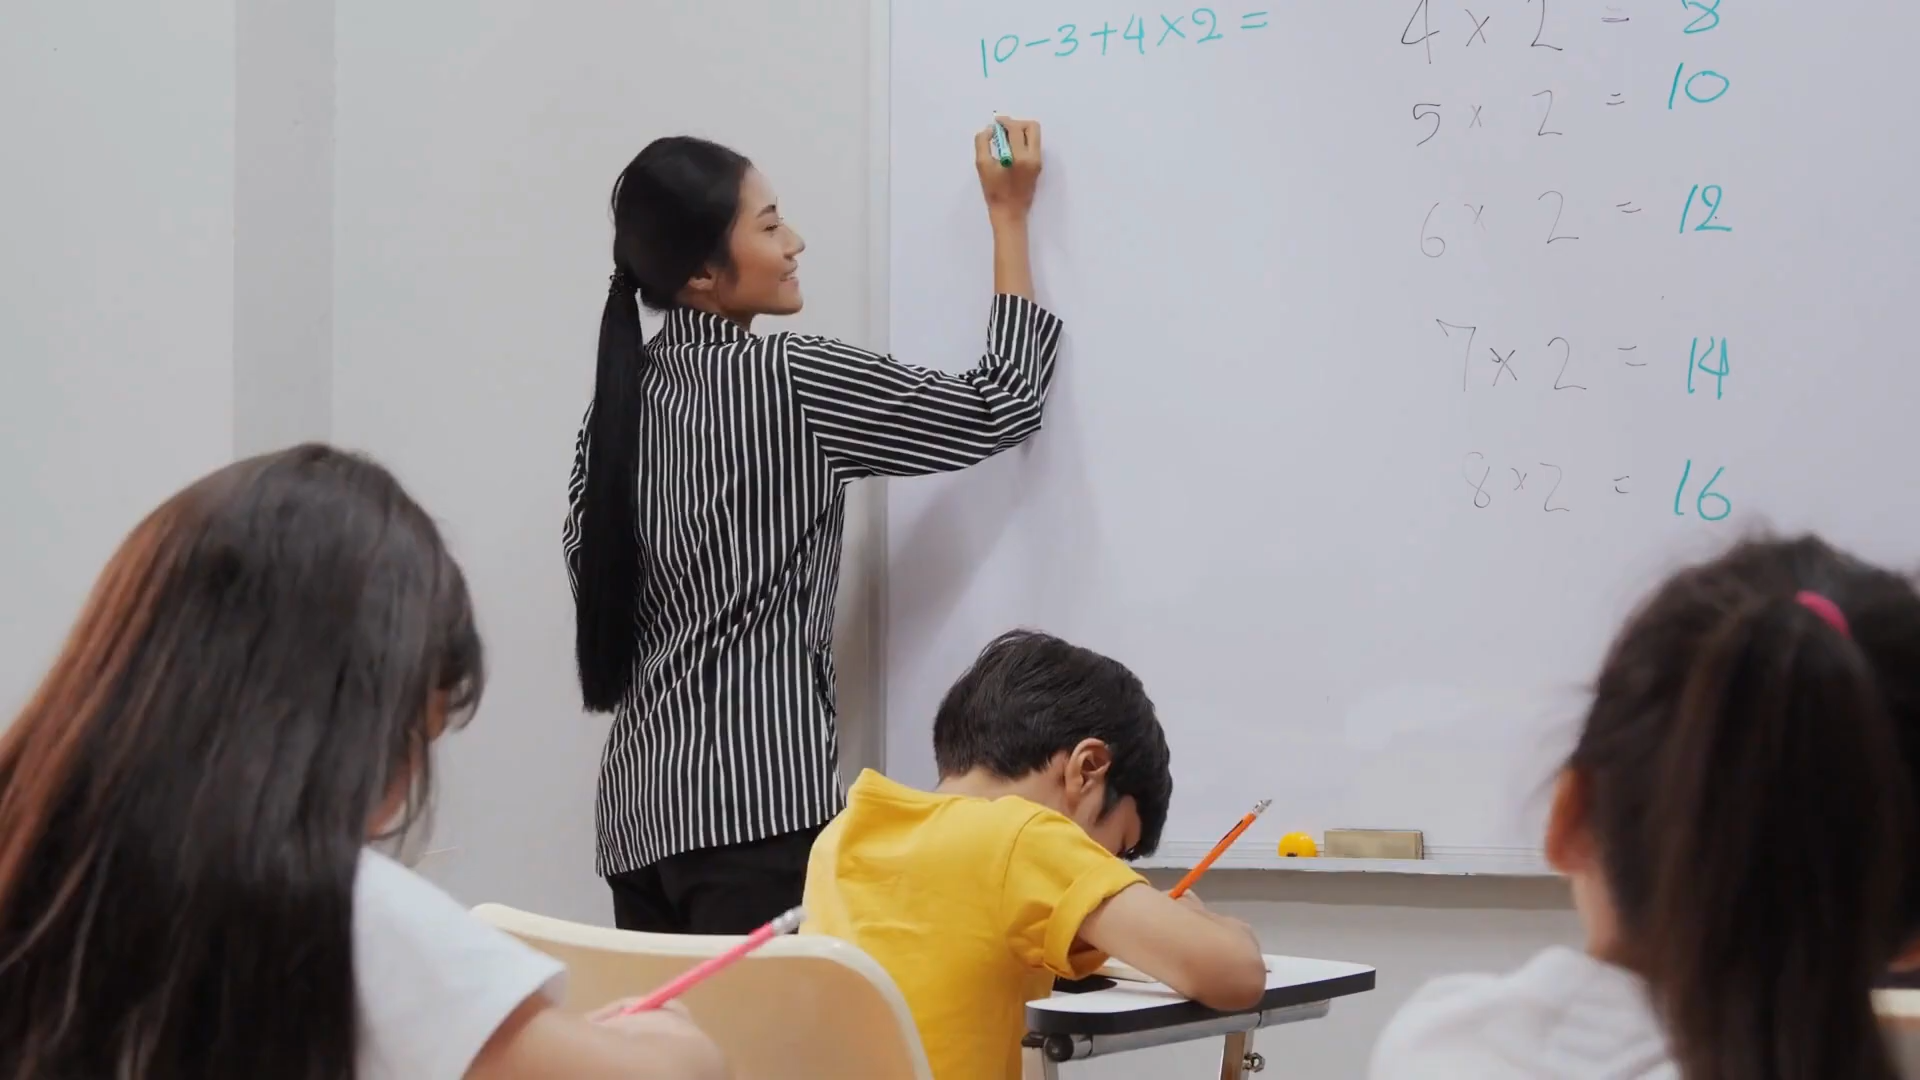 10-3+4×2=
4 × 2 = 8
5 × 2 = 10
6 × 2 = 12
7 × 2 = 14
8 × 2 = 16